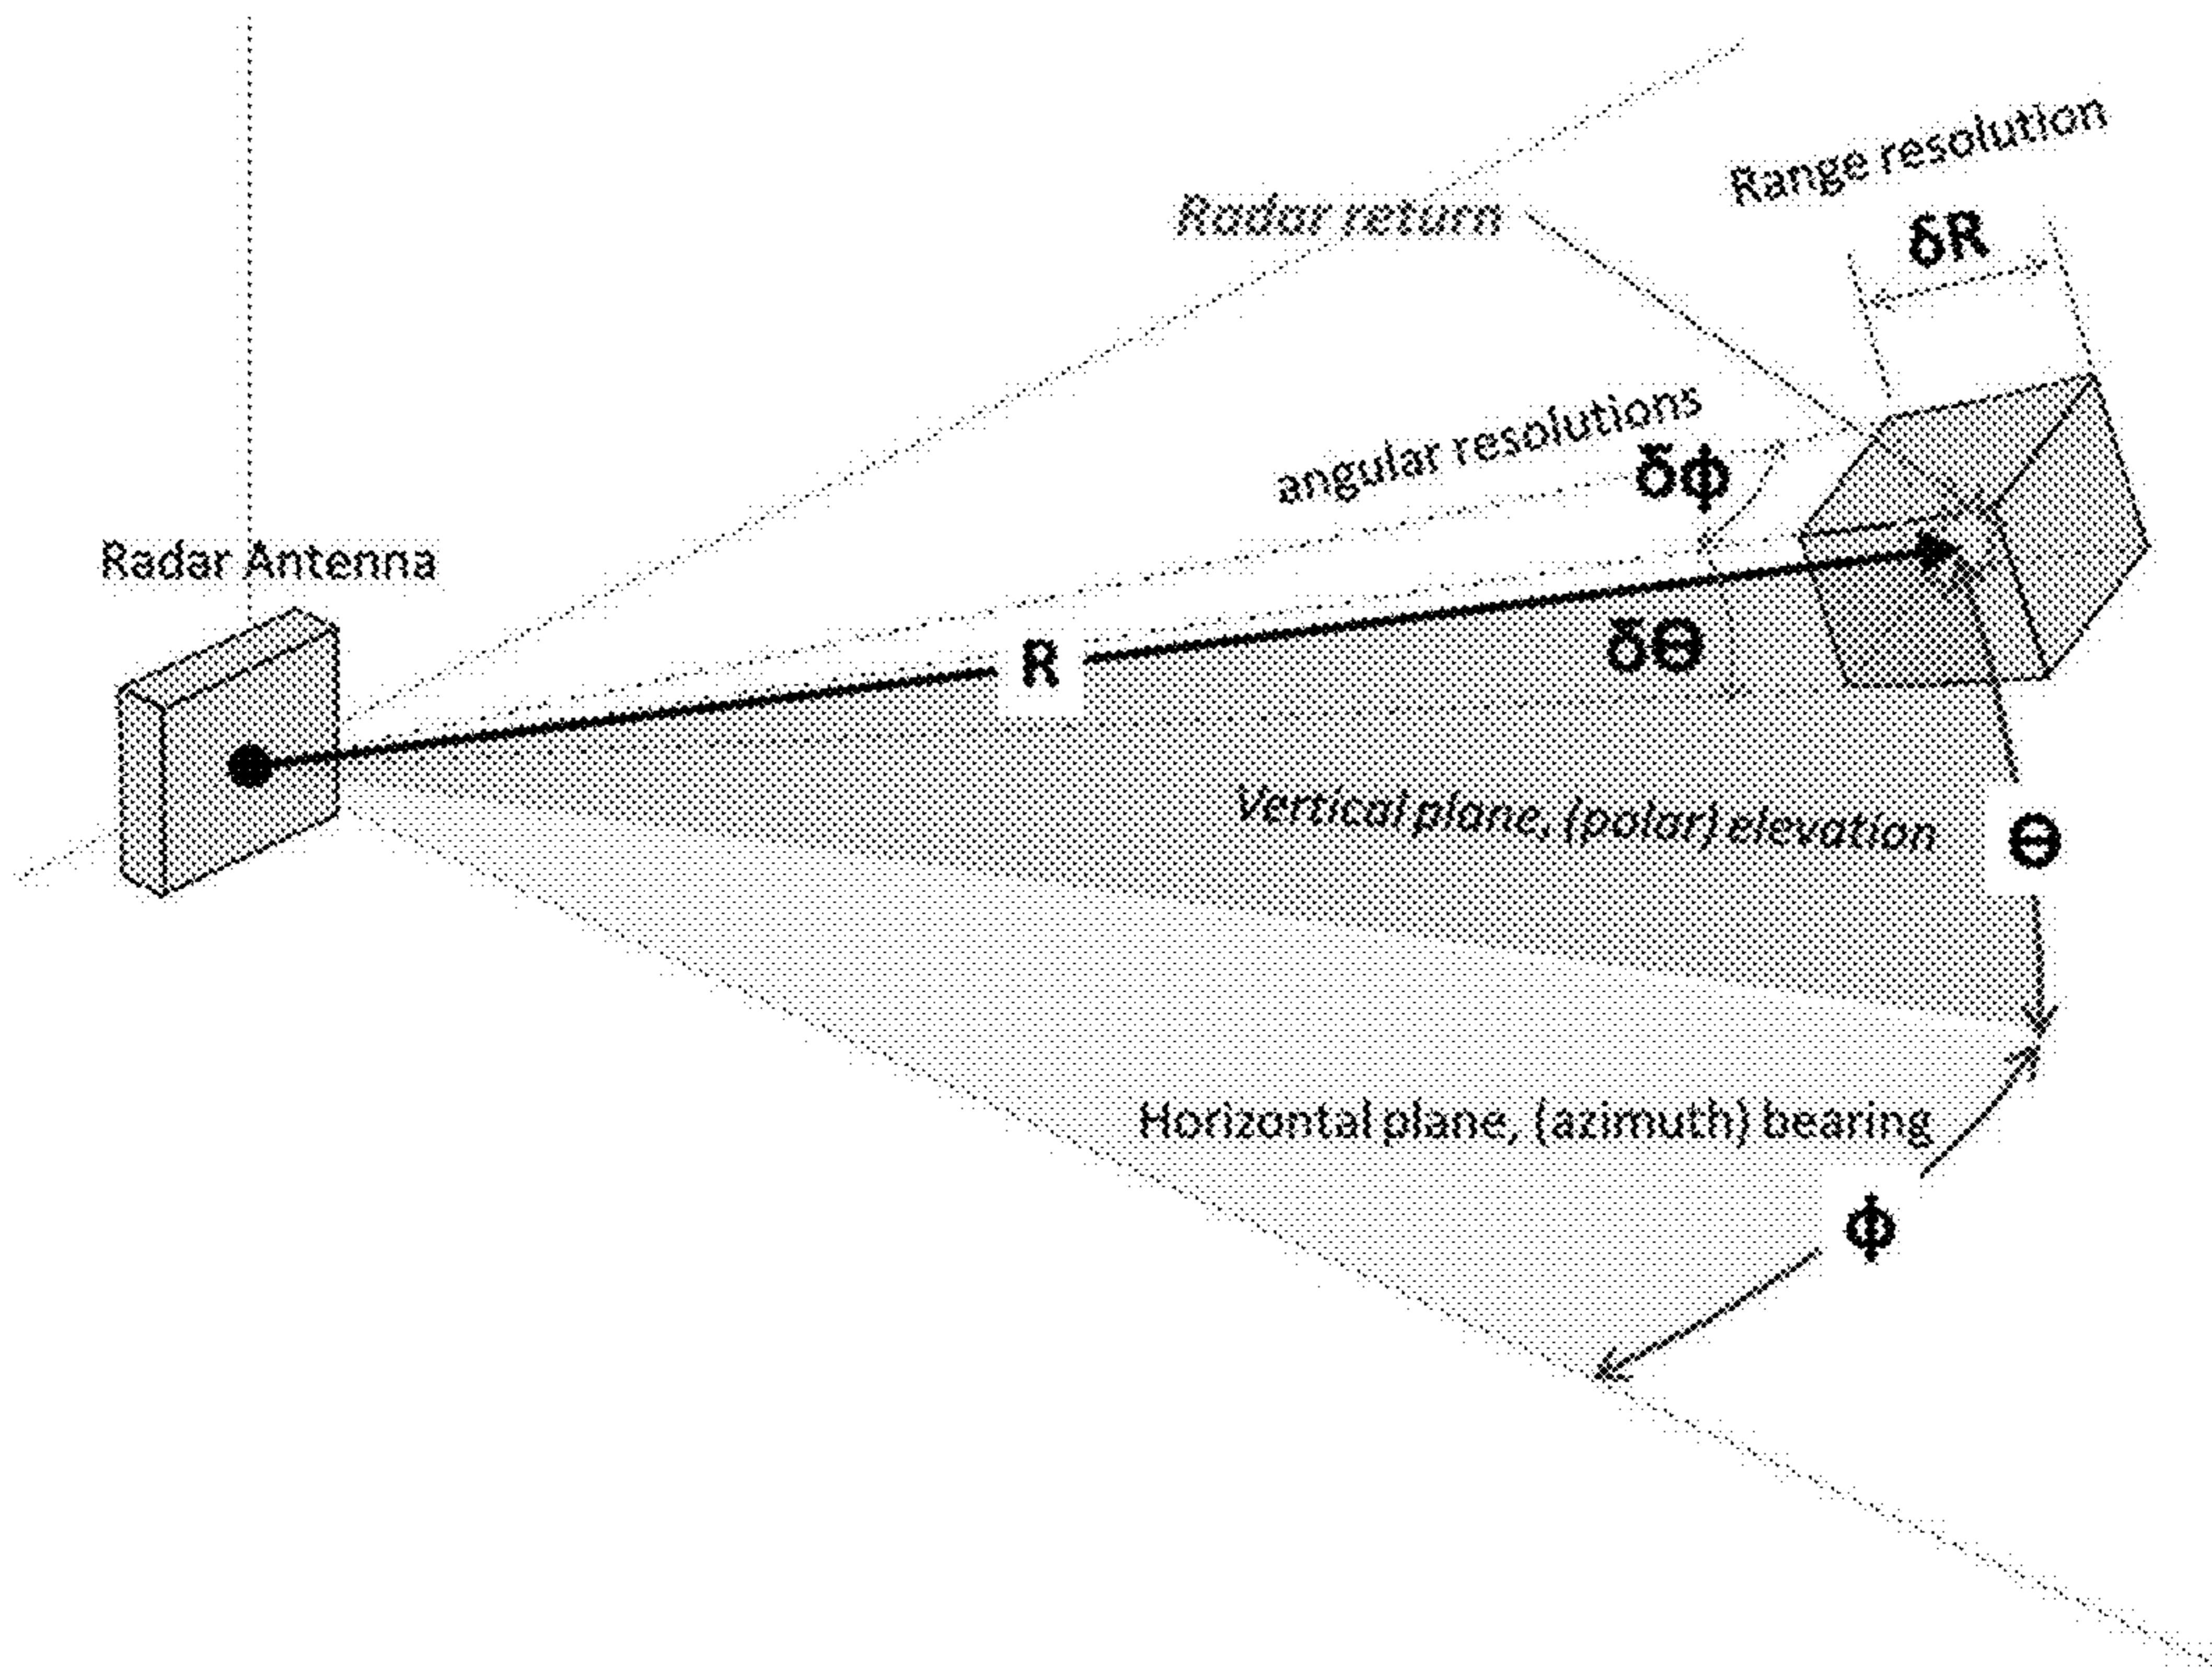 Range resolution
Radar return
δR
angular resolutions
δϕ
Radar Antenna
R
δΘ
Vertical plane, (polar) elevation
Θ
Horizontal plane, (azimuth) bearing
ϕ